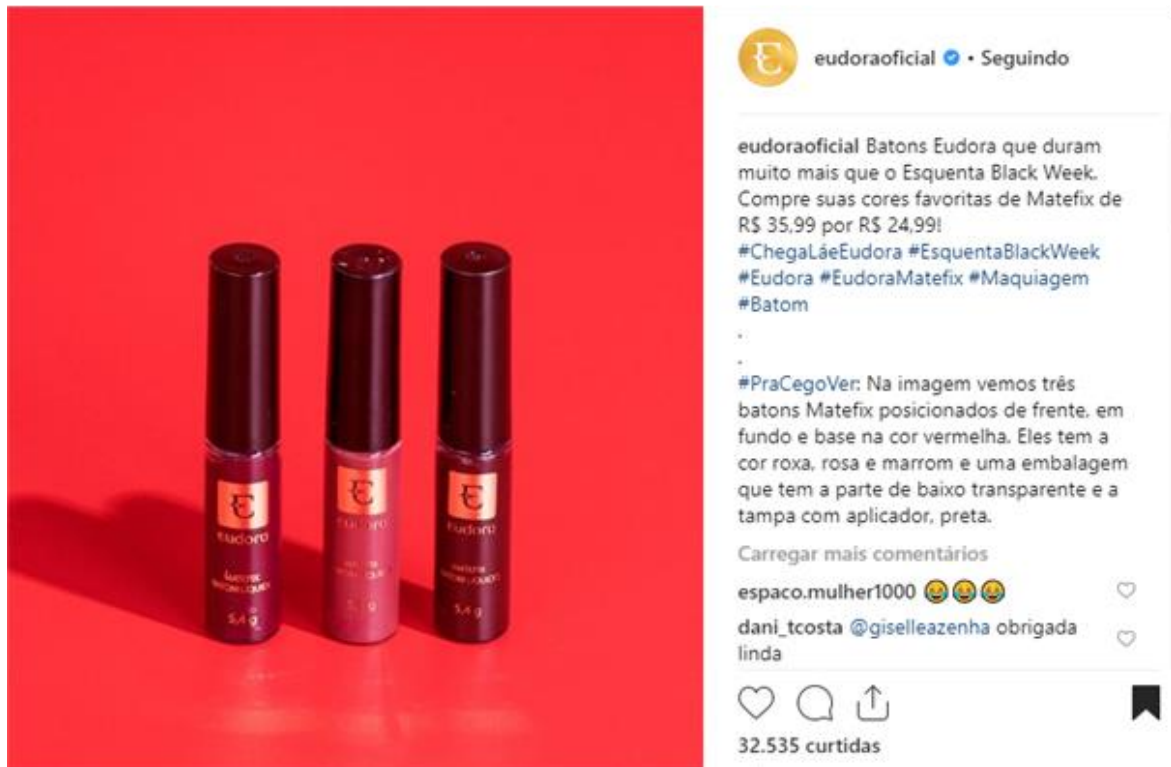 eudoraoficial • Seguindo
eudoraoficial Batons Eudora que duram
muito mais que o Esquenta Black Week.
Compre suas cores favoritas de Matefix de
R$ 35,99 por R$ 24,99!
#ChegaLáeEudora #EsquentaBlackWeek
#Eudora #EudoraMatefix #Maquiagem
#Batom
.
.
#PraCegoVer: Na imagem vemos três
batons Matefix posicionados de frente, em
fundo e base na cor vermelha. Eles tem a
cor roxa, rosa e marrom e uma embalagem
que tem a parte de baixo transparente e a
tampa com aplicador, preta.
Carregar mais comentários
espaco.mulher1000 😂😂😂
dani_tcosta @giselleazenha obrigada
linda
32.535 curtidas
E
eudora
5,4 g
E
eudora
E
eudora
5,4 g